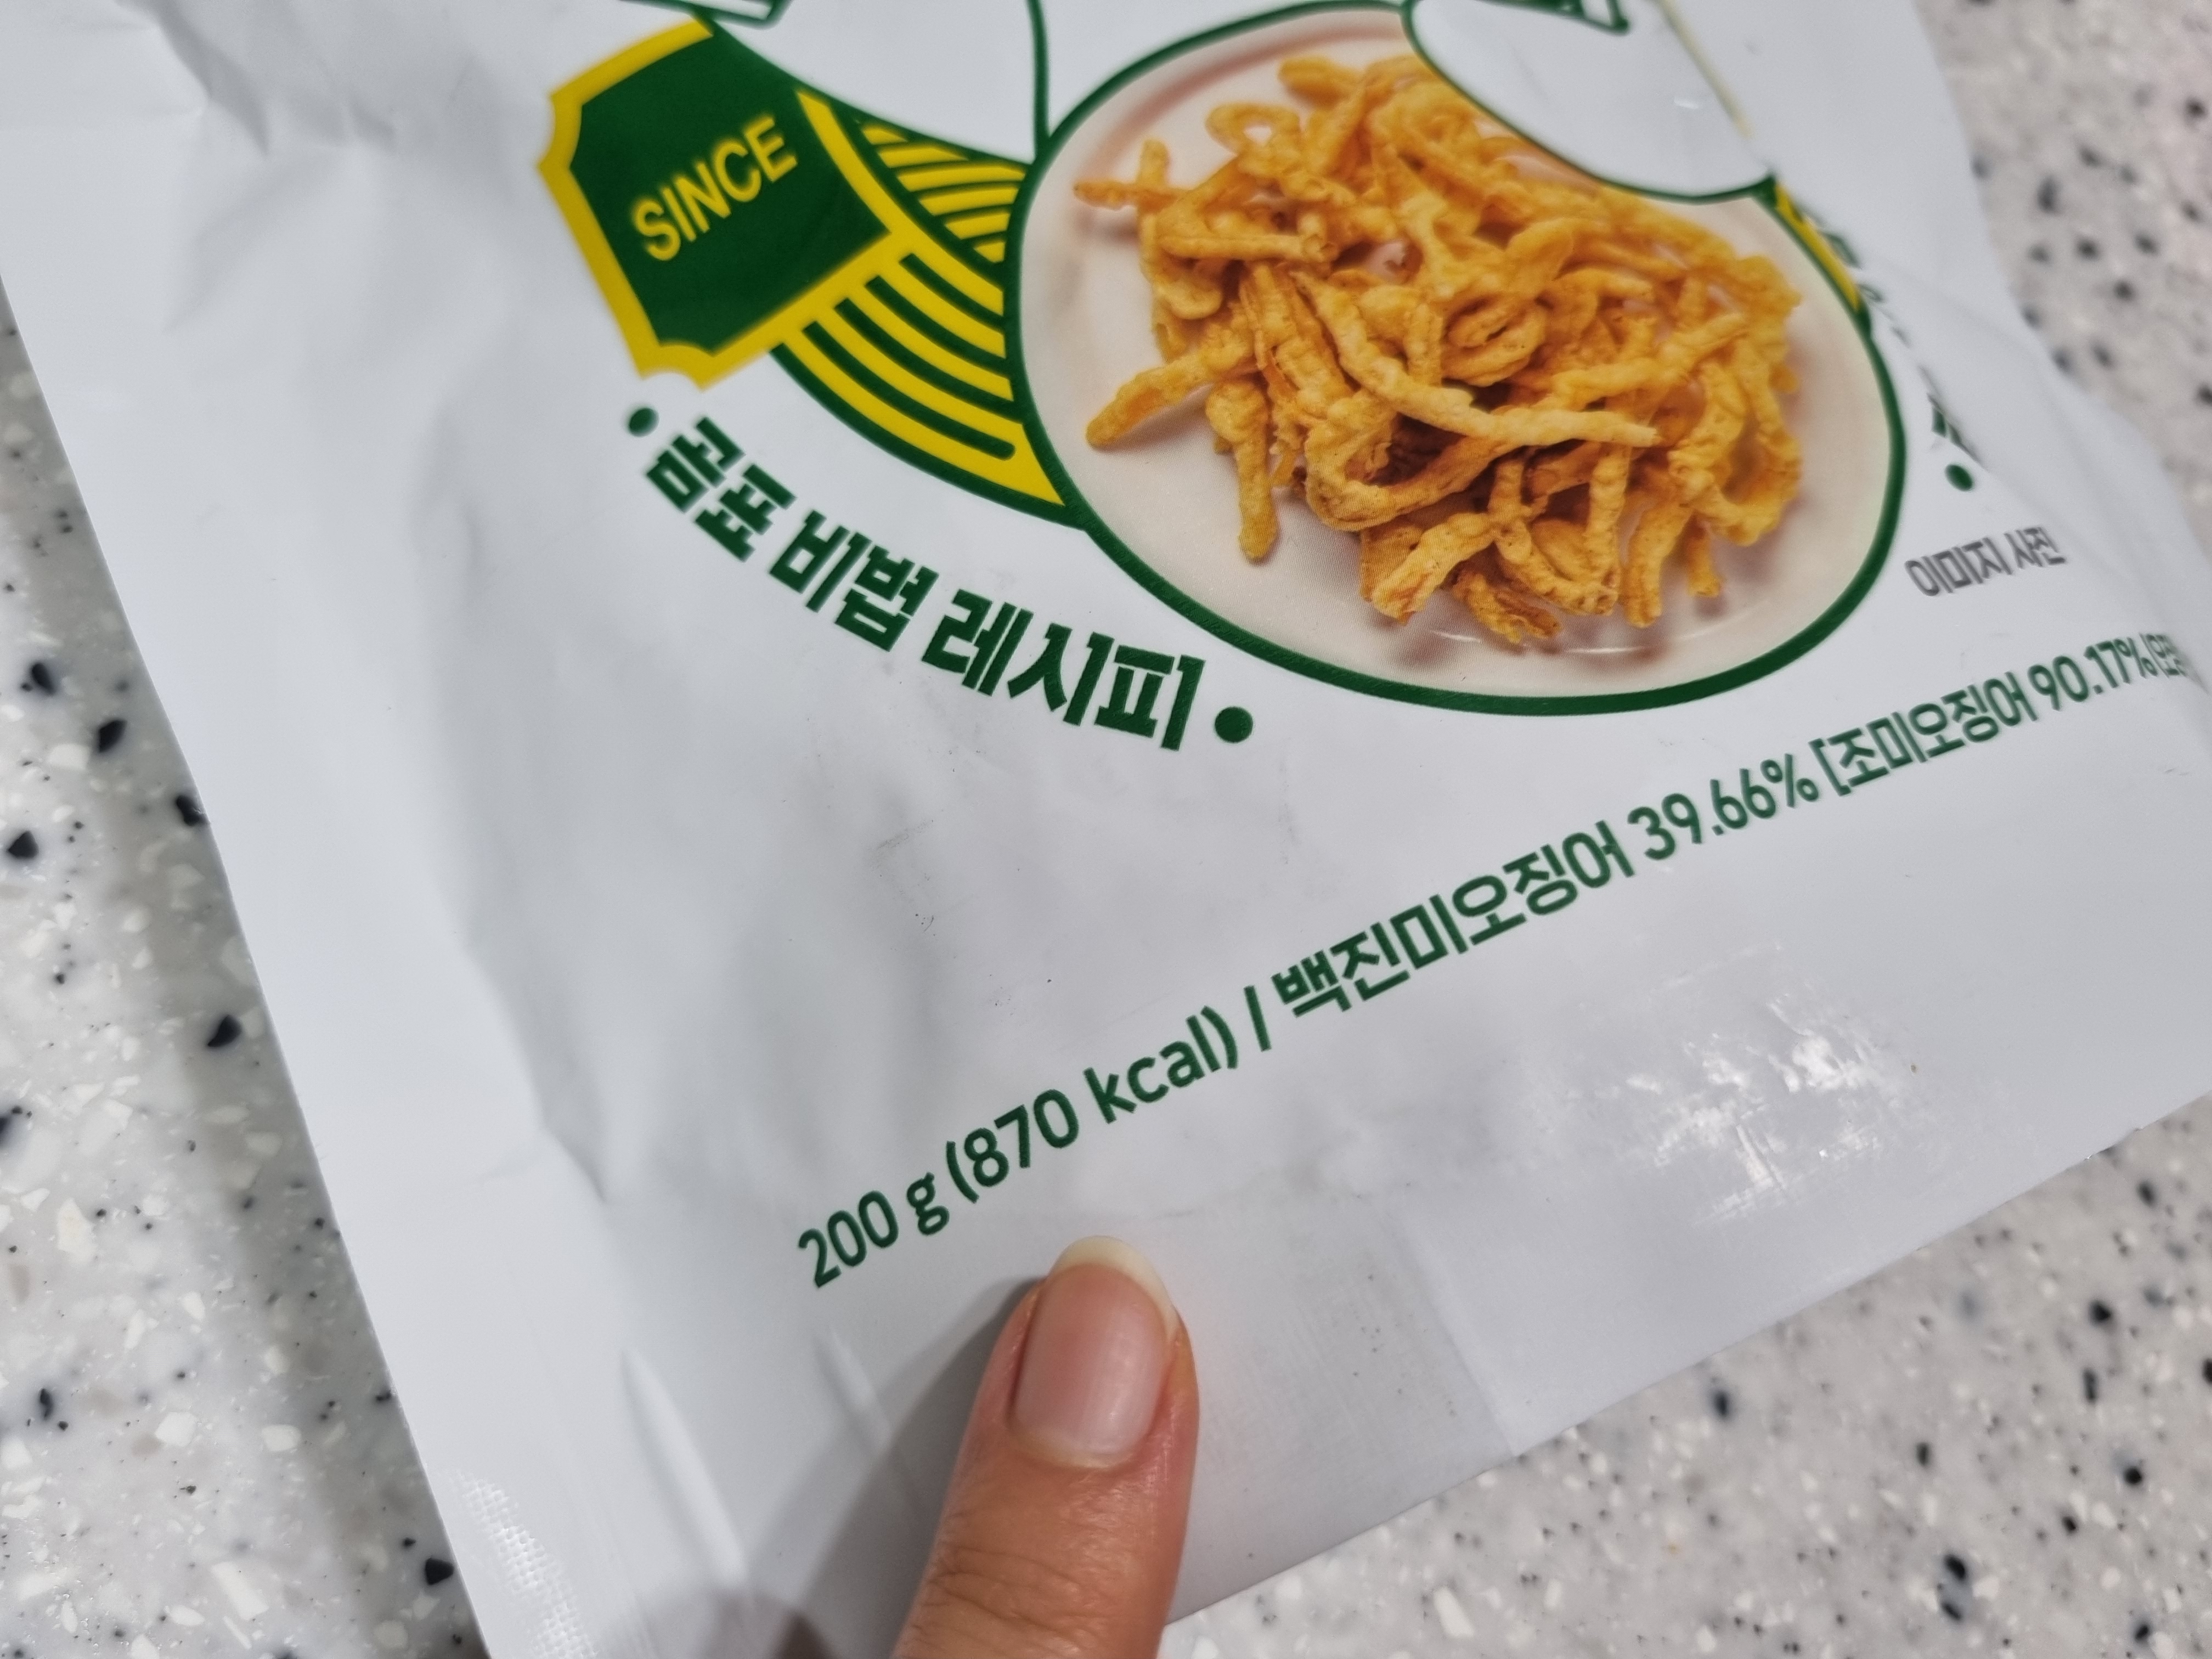 SINCE
곰표 비법 레시피
이미지 사진
200 g (870 kcal) / 백진미오징어 39.66% [조미오징어 90.17%